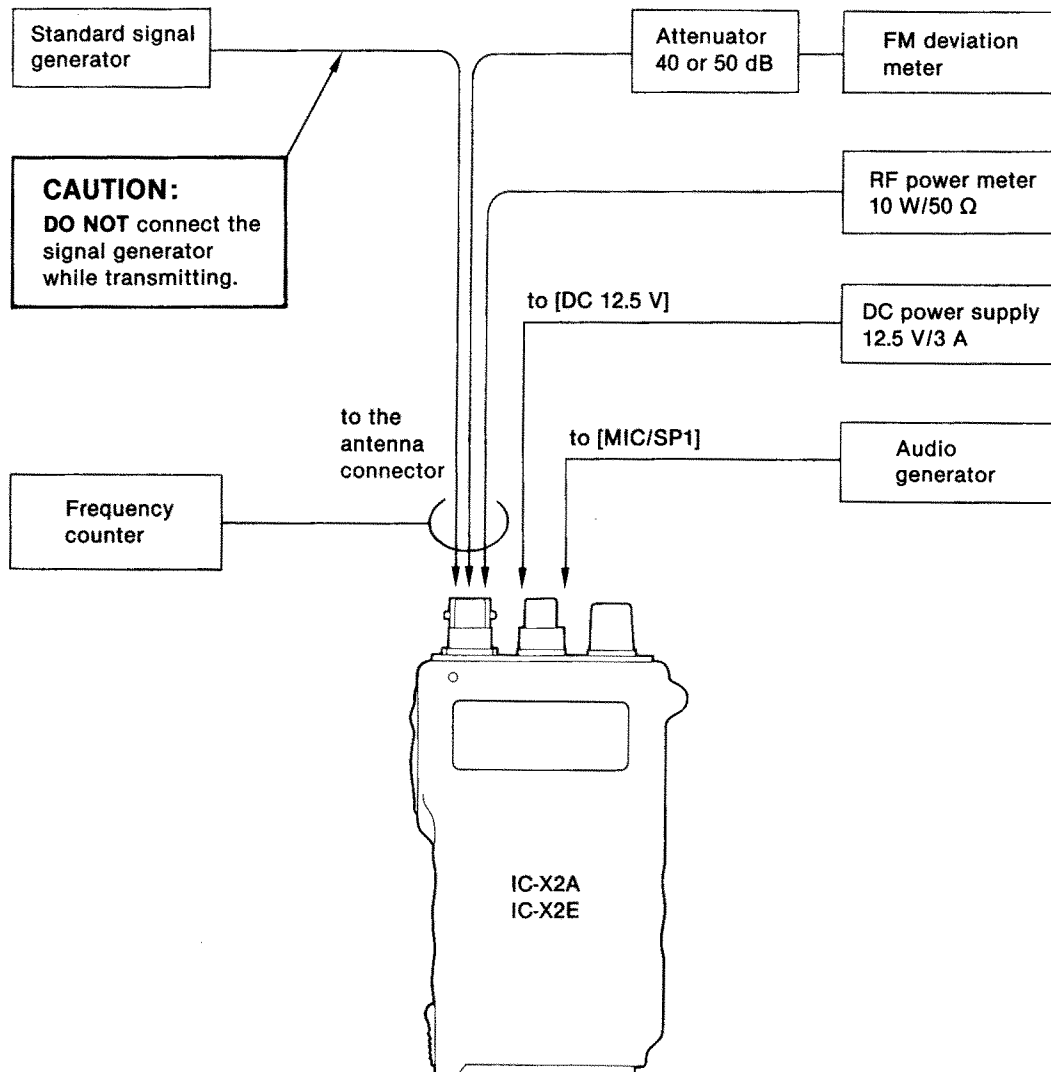 Standard signal
generator
Attenuator
40 or 50 dB
FM deviation
meter
CAUTION:
DO NOT connect the
signal generator
while transmitting.
RF power meter
10 W/50 Ω
to [DC 12.5 V]
DC power supply
12.5 V/3 A
to the
antenna
connector
to [MIC/SP1]
Audio
generator
Frequency
counter
IC-X2A
IC-X2E